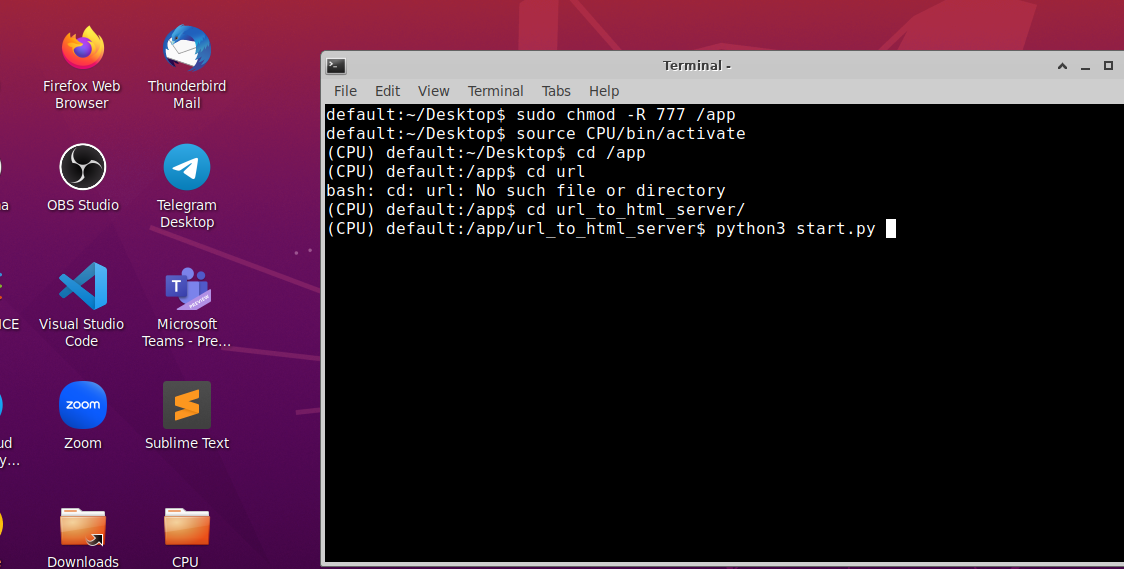 Firefox Web
Browser
Thunderbird
Mail
OBS Studio
Telegram
Desktop
Visual Studio
Code
T
PREVIEW
Microsoft
Teams - Pre...
zoom
Zoom
Sublime Text
Downloads
CPU
a
ICE
ud
y...
Terminal -
File Edit View Terminal Tabs Help
default:~/Desktop$ sudo chmod -R 777 /app
default:~/Desktop$ source CPU/bin/activate
(CPU) default:~/Desktop$ cd /app
(CPU) default:/app$ cd url
bash: cd: url: No such file or directory
(CPU) default:/app$ cd url_to_html_server/
(CPU) default:/app/url_to_html_server$ python3 start.py